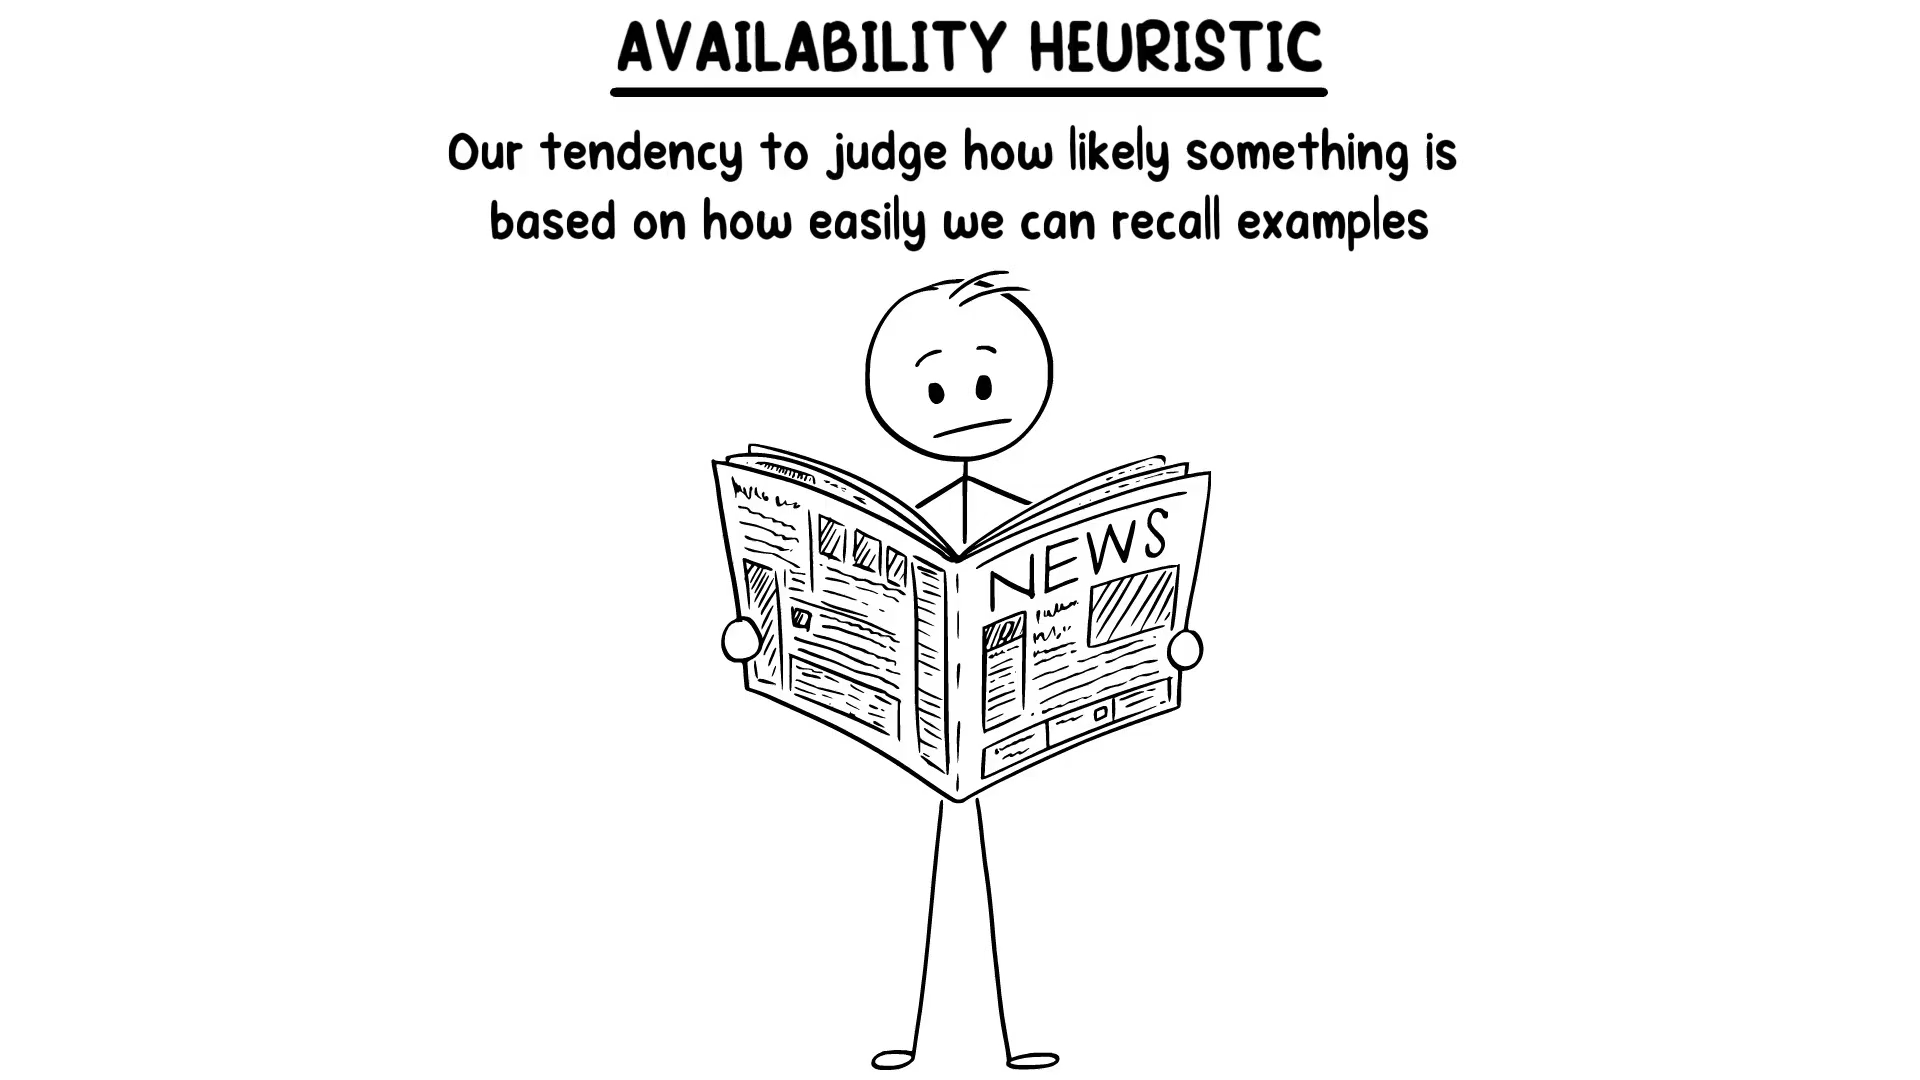 AVAILABILITY HEURISTIC
Our tendency to judge how likely something is
based on how easily we can recall examples
NEWS